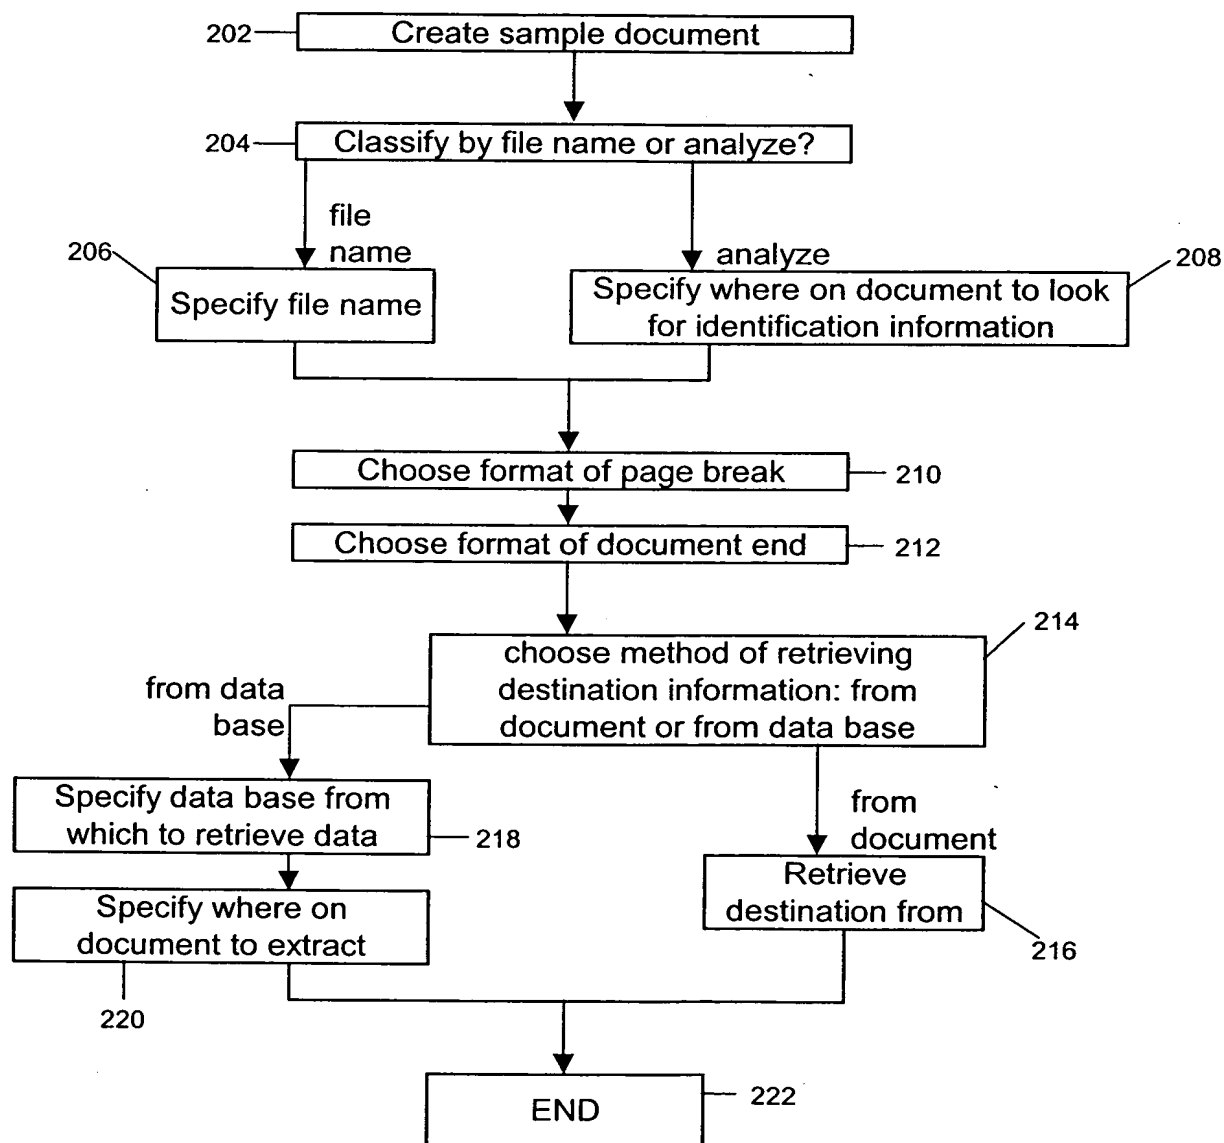 202
Create sample document
204
Classify by file name or analyze?
file
name
analyze
206
208
Specify file name
Specify where on document to look
for identification information
Choose format of page break
210
Choose format of document end
212
214
choose method of retrieving
destination information: from
document or from data base
from data
base
from
document
Specify data base from
which to retrieve data
218
Retrieve
destination from
216
Specify where on
document to extract
220
END
222